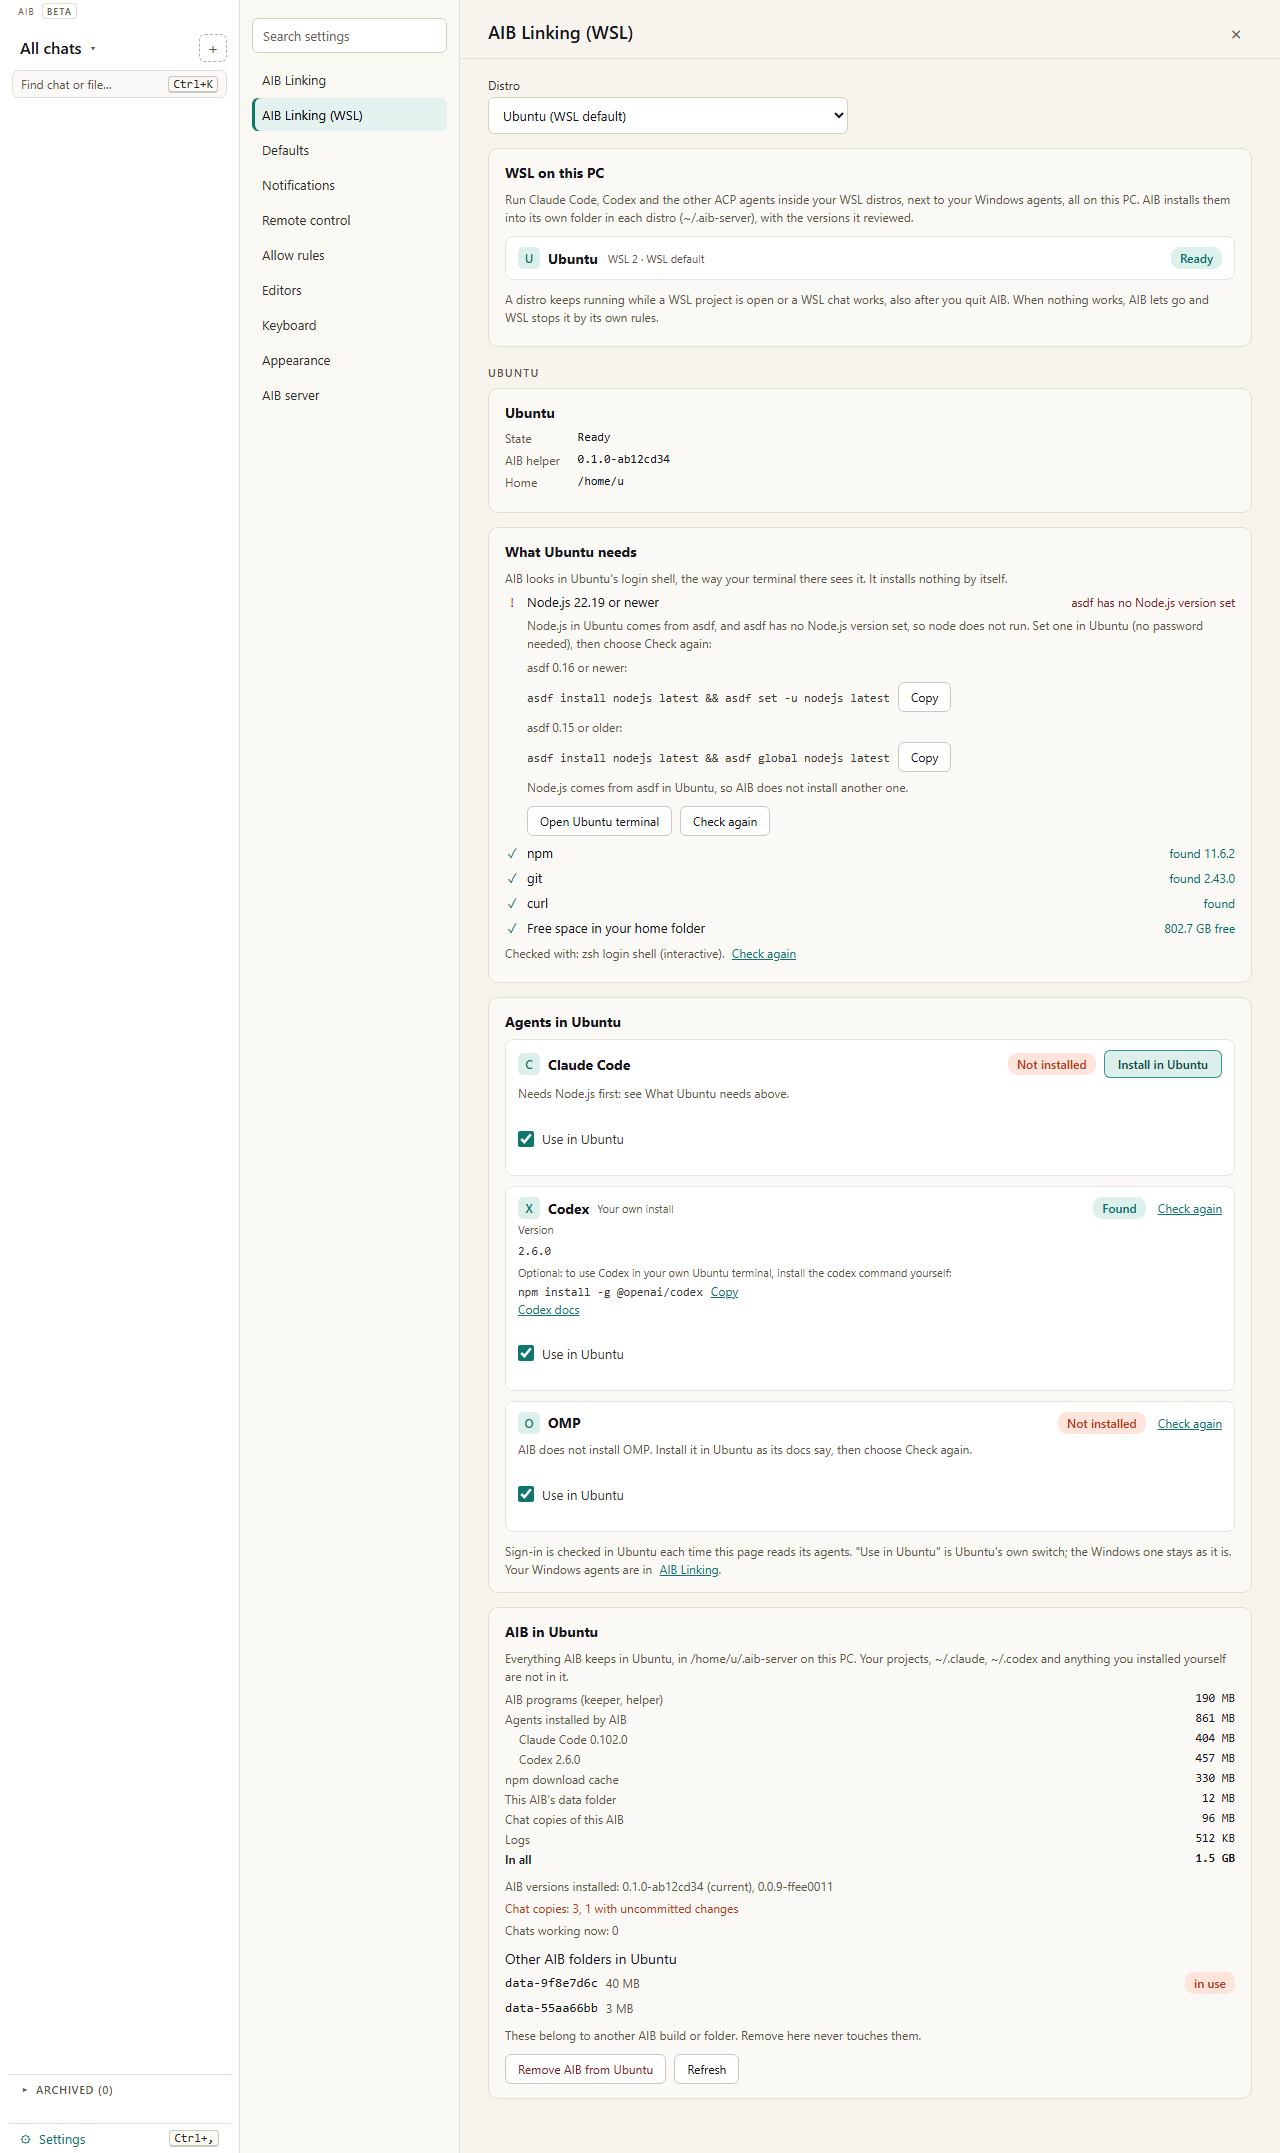 AIB BETA
All chats
+
Find chat or file... Ctrl+K
ARCHIVED (0)
Settings Ctrl+,
Search settings
AIB Linking
AIB Linking (WSL)
Defaults
Notifications
Remote control
Allow rules
Editors
Keyboard
Appearance
AIB server
AIB Linking (WSL)
Distro
Ubuntu (WSL default)
WSL on this PC
Run Claude Code, Codex and the other ACP agents inside your WSL distros, next to your Windows agents, all on this PC. AIB installs them
into its own folder in each distro (~/.aib-server), with the versions it reviewed.
U Ubuntu WSL 2 · WSL default Ready
A distro keeps running while a WSL project is open or a WSL chat works, also after you quit AIB. When nothing works, AIB lets go and
WSL stops it by its own rules.
UBUNTU
Ubuntu
State Ready
AIB helper 0.1.0-ab12cd34
Home /home/u
What Ubuntu needs
AIB looks in Ubuntu's login shell, the way your terminal there sees it. It installs nothing by itself.
! Node.js 22.19 or newer asdf has no Node.js version set
Node.js in Ubuntu comes from asdf, and asdf has no Node.js version set, so node does not run. Set one in Ubuntu (no password
needed), then choose Check again:
asdf 0.16 or newer:
asdf install nodejs latest && asdf set -u nodejs latest Copy
asdf 0.15 or older:
asdf install nodejs latest && asdf global nodejs latest Copy
Node.js comes from asdf in Ubuntu, so AIB does not install another one.
Open Ubuntu terminal Check again
✓ npm found 11.6.2
✓ git found 2.43.0
✓ curl found
✓ Free space in your home folder 802.7 GB free
Checked with: zsh login shell (interactive). Check again
Agents in Ubuntu
C Claude Code Not installed Install in Ubuntu
Needs Node.js first: see What Ubuntu needs above.
Use in Ubuntu
X Codex Your own install Found Check again
Version
2.6.0
Optional: to use Codex in your own Ubuntu terminal, install the codex command yourself:
npm install -g @openai/codex Copy
Codex docs
Use in Ubuntu
O OMP Not installed Check again
AIB does not install OMP. Install it in Ubuntu as its docs say, then choose Check again.
Use in Ubuntu
Sign-in is checked in Ubuntu each time this page reads its agents. "Use in Ubuntu" is Ubuntu's own switch; the Windows one stays as it is.
Your Windows agents are in AIB Linking.
AIB in Ubuntu
Everything AIB keeps in Ubuntu, in /home/u/.aib-server on this PC. Your projects, ~/.claude, ~/.codex and anything you installed yourself
are not in it.
AIB programs (keeper, helper) 190 MB
Agents installed by AIB 861 MB
Claude Code 0.102.0 404 MB
Codex 2.6.0 457 MB
npm download cache 330 MB
This AIB's data folder 12 MB
Chat copies of this AIB 96 MB
Logs 512 KB
In all 1.5 GB
AIB versions installed: 0.1.0-ab12cd34 (current), 0.0.9-ffee0011
Chat copies: 3, 1 with uncommitted changes
Chats working now: 0
Other AIB folders in Ubuntu
data-9f8e7d6c 40 MB in use
data-55aa66bb 3 MB
These belong to another AIB build or folder. Remove here never touches them.
Remove AIB from Ubuntu Refresh